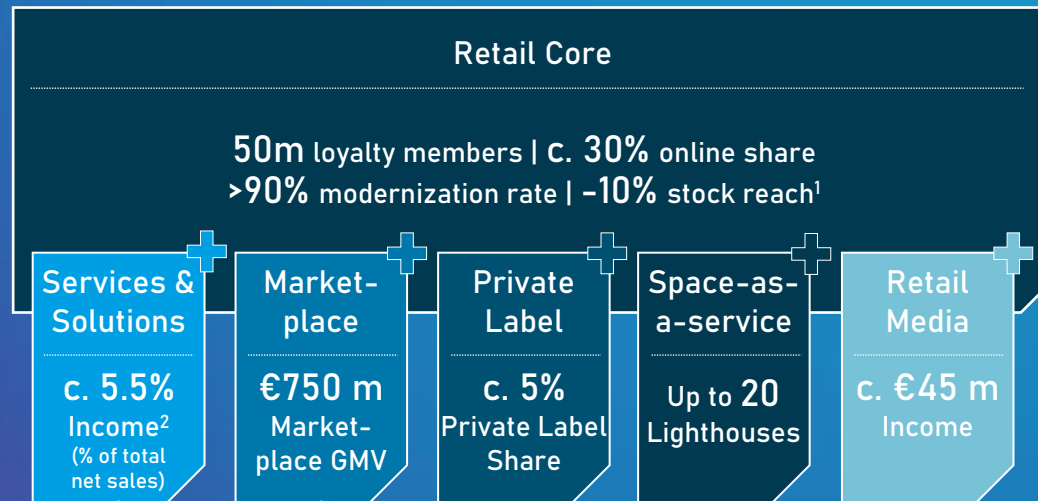 Retail Core
50m loyalty members | c. 30% online share
>90% modernization rate | -10% stock reach¹
Services &
Solutions
c. 5.5%
Income²
(% of total
net sales)
Market-
place
€750 m
Market-
place GMV
Private
Label
c. 5%
Private Label
Share
Space-as-
a-service
Up to 20
Lighthouses
Retail
Media
c. €45 m
Income